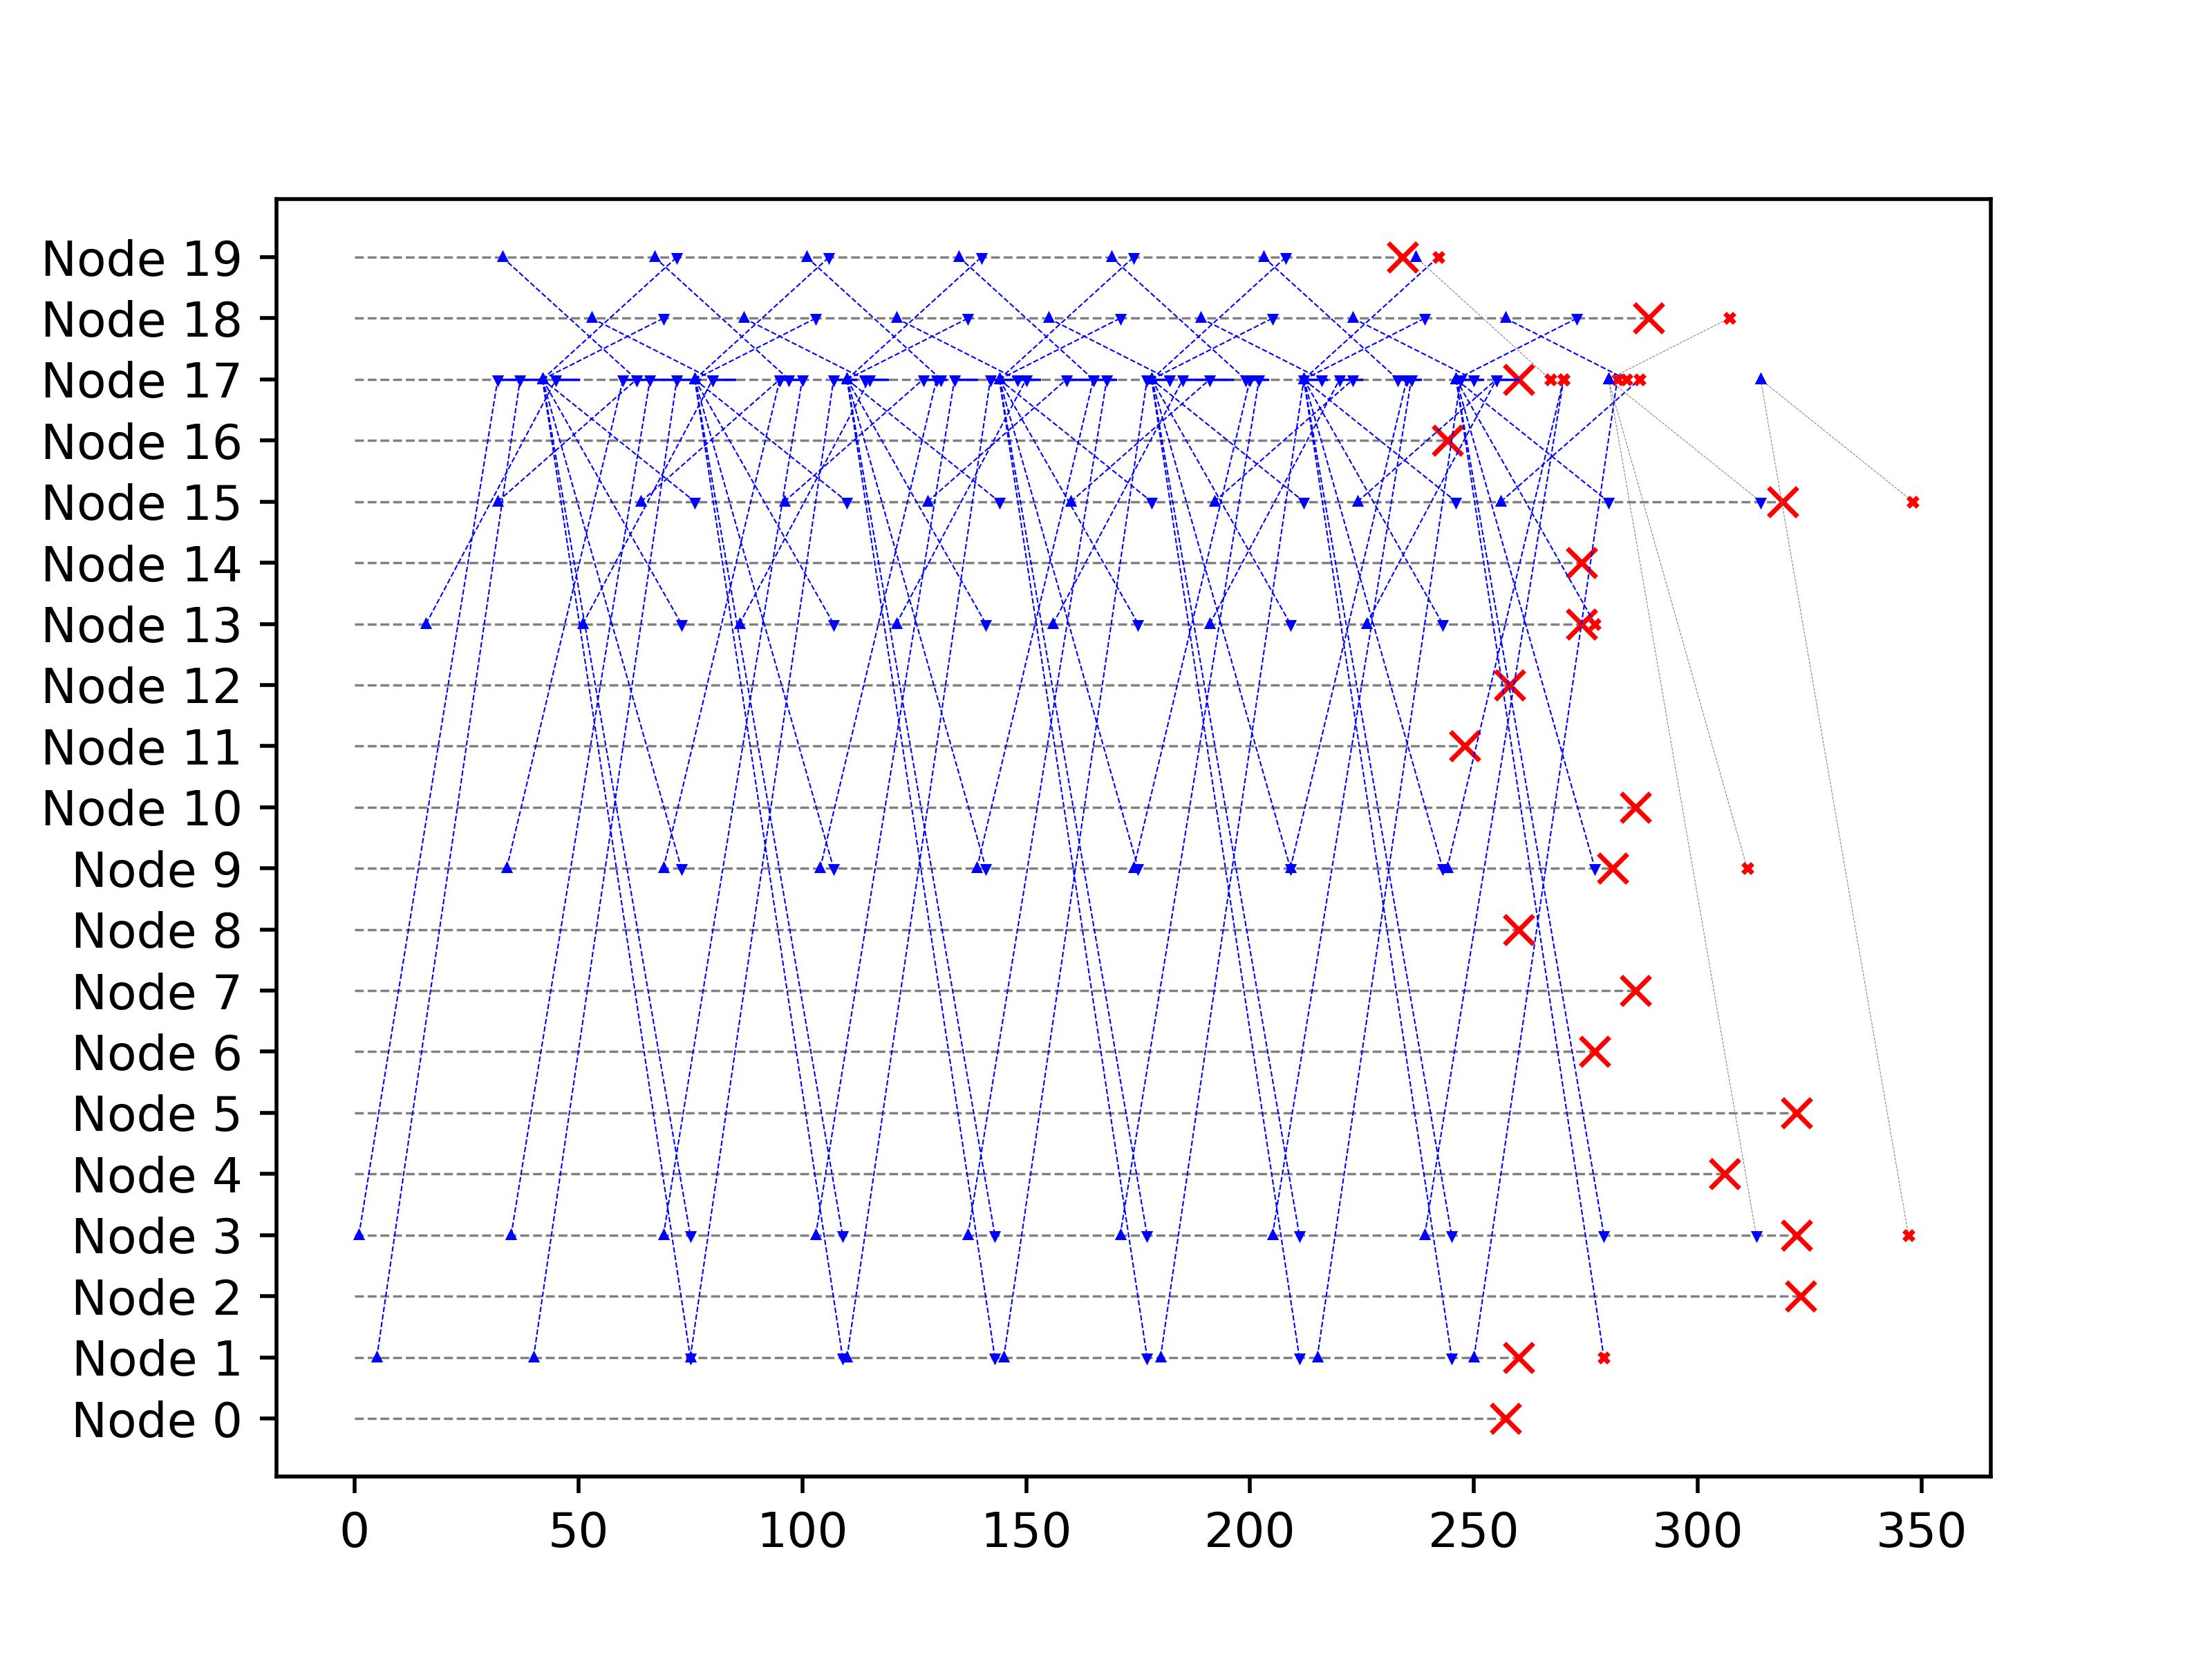 Node 19
Node 18
Node 17
Node 16
Node 15
Node 14
Node 13
Node 12
Node 11
Node 10
Node 9
Node 8
Node 7
Node 6
Node 5
Node 4
Node 3
Node 2
Node 1
Node 0
0 50 100 150 200 250 300 350